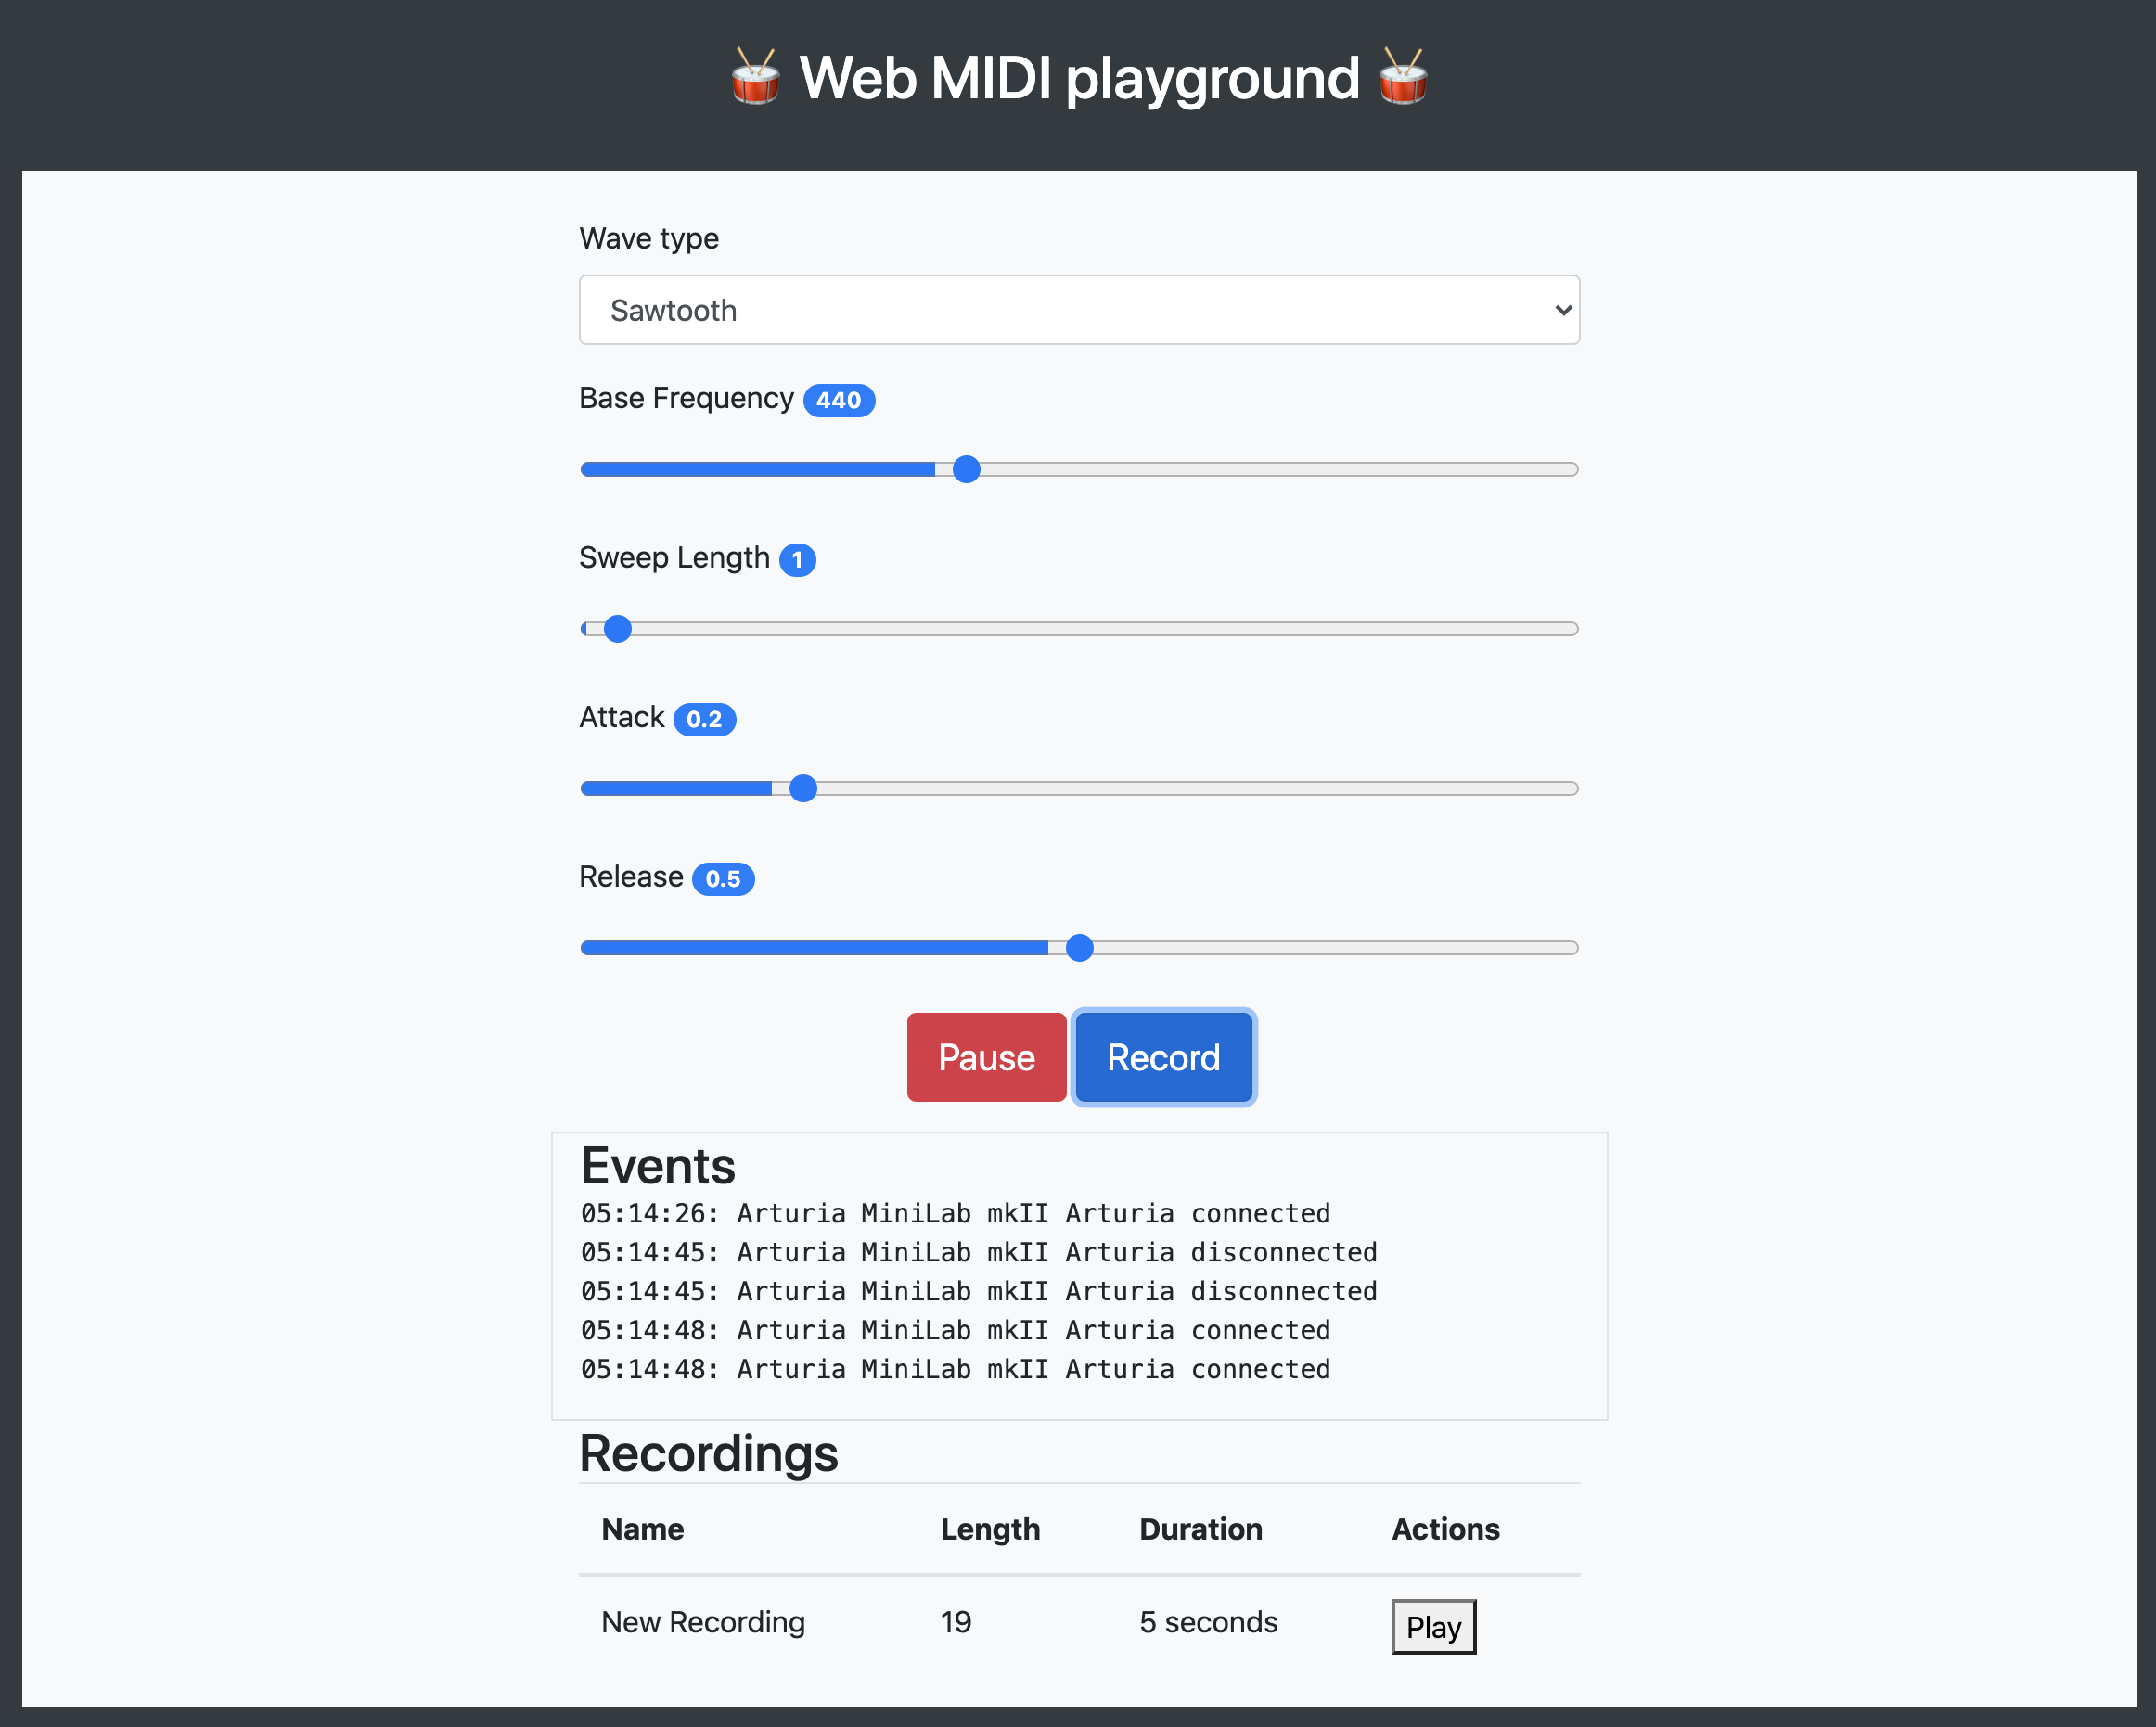 🥁 Web MIDI playground 🥁
Wave type
Sawtooth
Base Frequency 440
Sweep Length 1
Attack 0.2
Release 0.5
Pause Record
Events
05:14:26: Arturia MiniLab mkII Arturia connected
05:14:45: Arturia MiniLab mkII Arturia disconnected
05:14:45: Arturia MiniLab mkII Arturia disconnected
05:14:48: Arturia MiniLab mkII Arturia connected
05:14:48: Arturia MiniLab mkII Arturia connected
Recordings
Name Length Duration Actions
New Recording 19 5 seconds Play